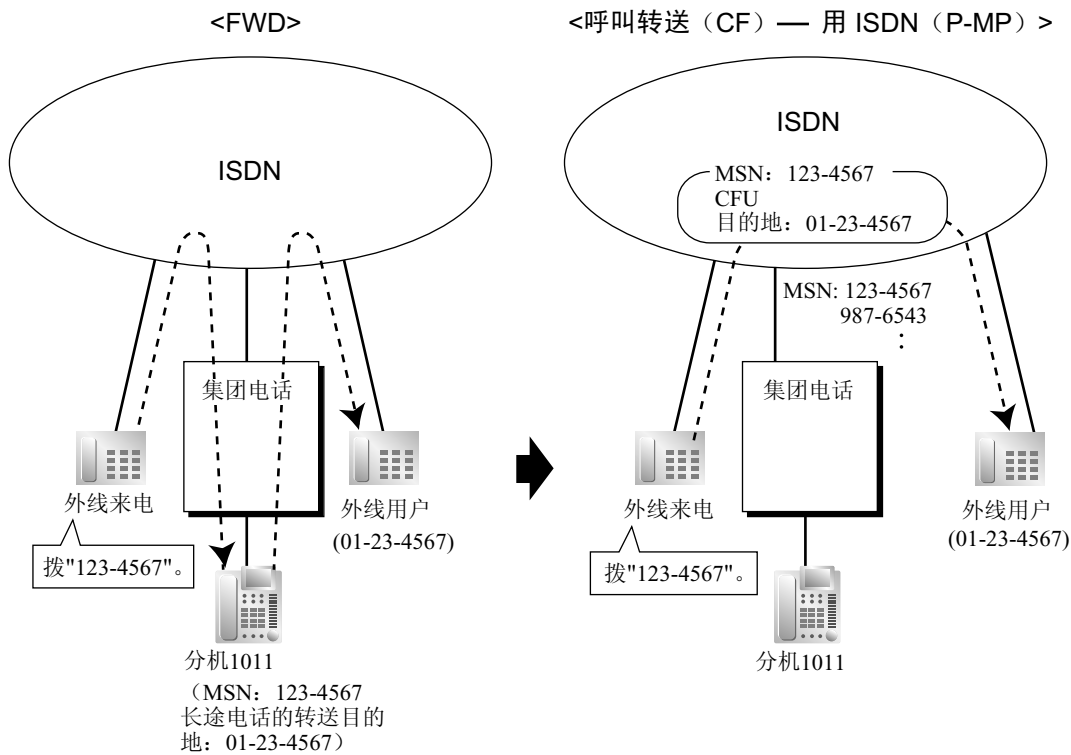 <FWD>
ISDN
集团电话
外线来电
外线用户
(01-23-4567)
拨"123-4567"。
分机1011
（MSN：123-4567
长途电话的转送目的
地：01-23-4567）
<呼叫转送（CF）— 用 ISDN（P-MP）>
ISDN
MSN：123-4567
CFU
目的地：01-23-4567
MSN: 123-4567
987-6543
:
集团电话
外线来电
外线用户
(01-23-4567)
拨"123-4567"。
分机1011